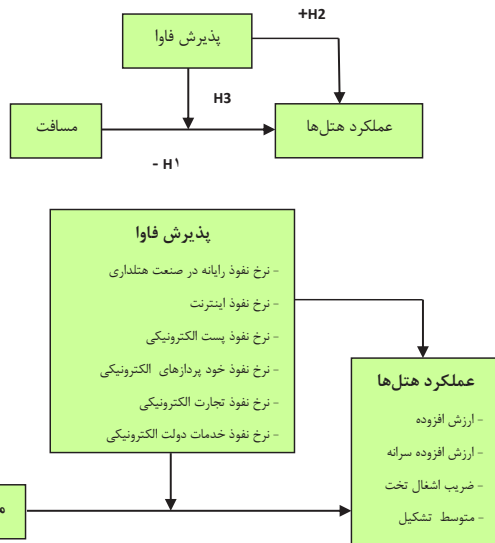 +H2
پذیرش فاوا
H3
مسافت
عملکرد هتل‌ها
- H۱
پذیرش فاوا
- نرخ نفوذ رایانه در صنعت هتلداری
- نرخ نفوذ اینترنت
- نرخ نفوذ پست الکترونیکی
- نرخ نفوذ خود پردازهای الکترونیکی
- نرخ نفوذ تجارت الکترونیکی
- نرخ نفوذ خدمات دولت الکترونیکی
عملکرد هتل‌ها
- ارزش افزوده
- ارزش افزوده سرانه
- ضریب اشغال تخت
- متوسط تشکیل